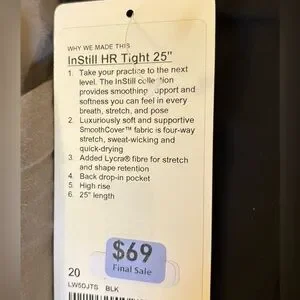 WHY WE MADE THIS
InStill HR Tight 25"
1. Take your practice to the next
level. The InStill collection
provides smoothing support and
softness you can feel in every
breath, stretch, and pose
2. Luxuriously soft and supportive
SmoothCover™ fabric is four-way
stretch, sweat-wicking and
quick-drying
3. Added Lycra® fibre for stretch
and shape retention
4. Back drop-in pocket
5. High rise
6. 25" length
$69
Final Sale
20
LW5DJTS BLK